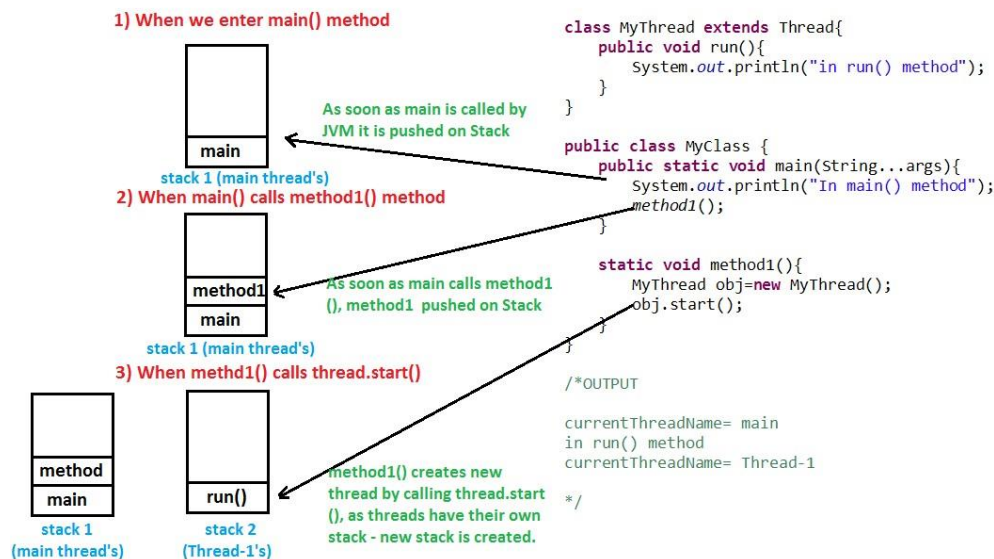 1) When we enter main() method
main
stack 1 (main thread's)
As soon as main is called by
JVM it is pushed on Stack
2) When main() calls method1() method
method1
main
stack 1 (main thread's)
As soon as main calls method1
(), method1 pushed on Stack
3) When methd1() calls thread.start()
method
main
stack 1
(main thread's)
run()
stack 2
(Thread-1's)
method1() creates new
thread by calling thread.start
(), as threads have their own
stack - new stack is created.
class MyThread extends Thread{
public void run(){
System.out.println("in run() method");
}
}
public class MyClass {
public static void main(String...args){
System.out.println("In main() method");
method1();
}
static void method1(){
MyThread obj=new MyThread();
obj.start();
}
}
/*OUTPUT
currentThreadName= main
in run() method
currentThreadName= Thread-1
*/